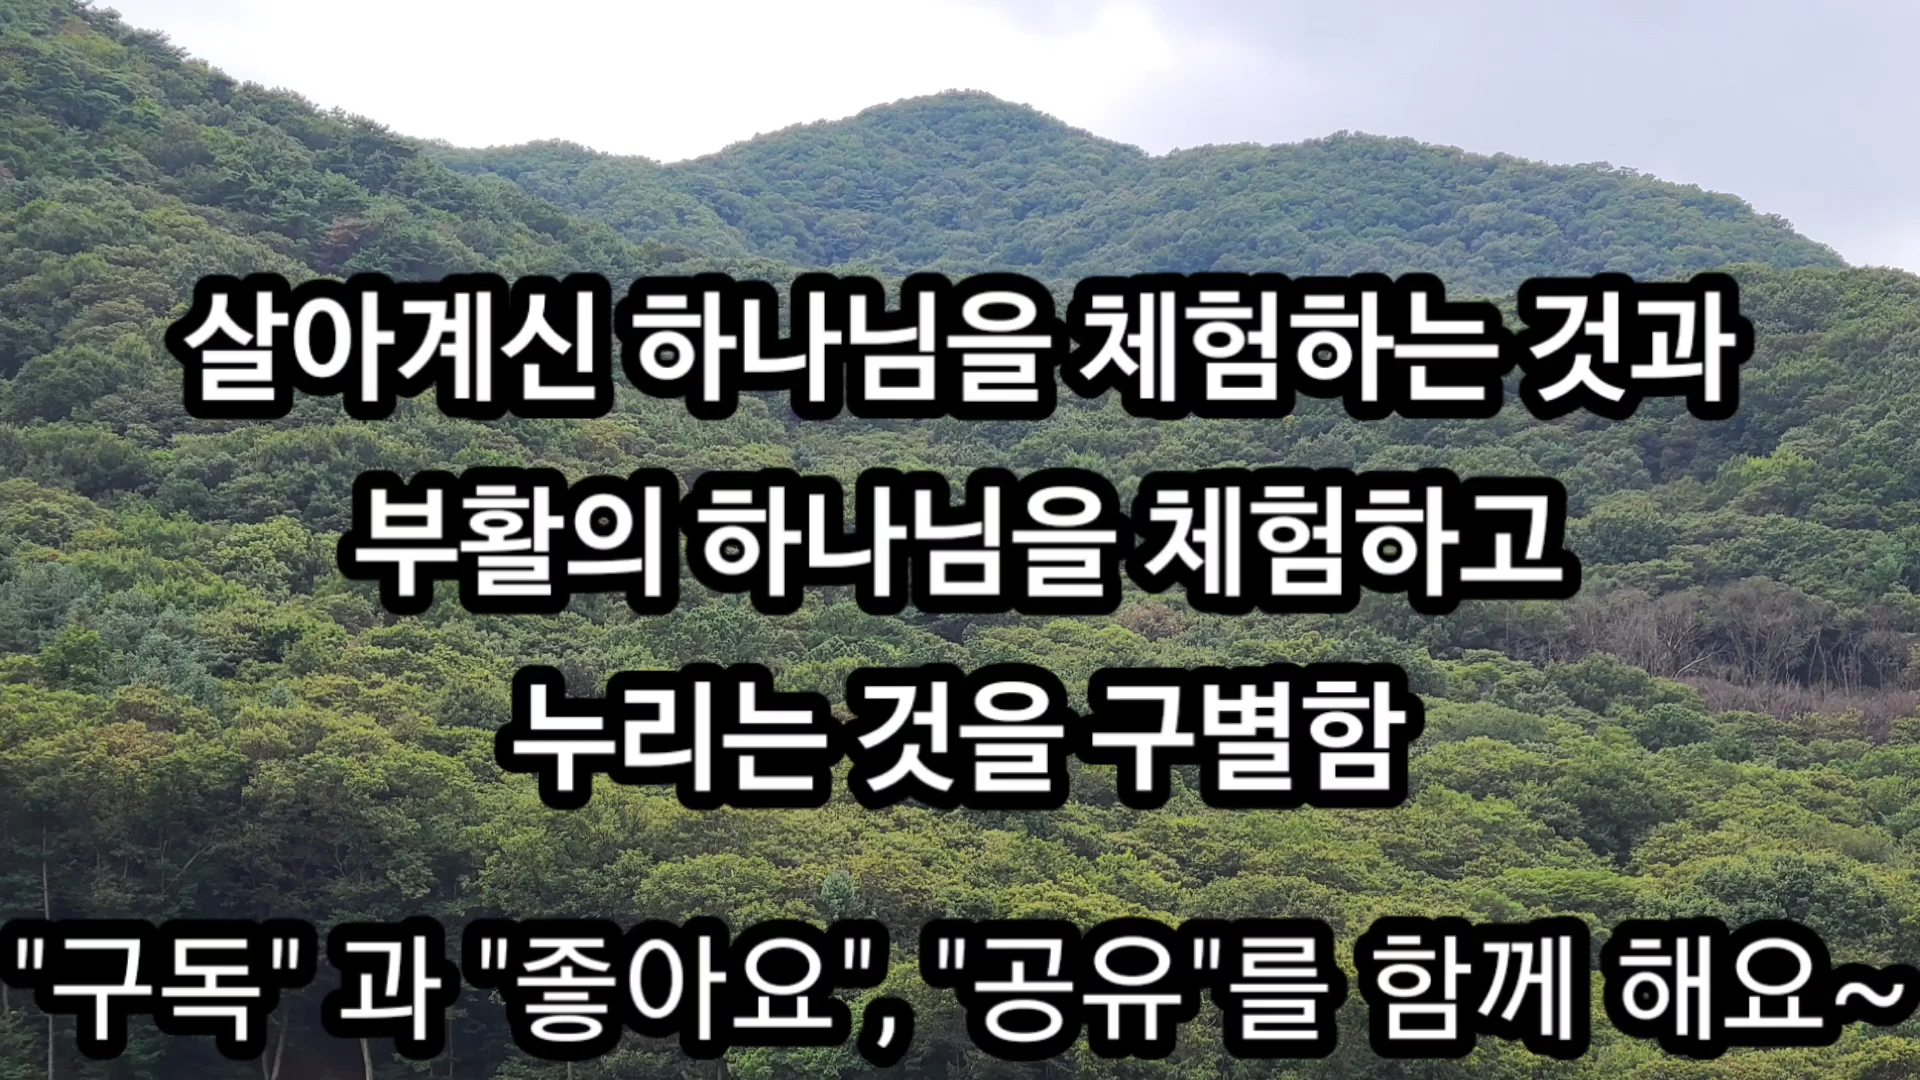 살아계신 하나님을 체험하는 것과
부활의 하나님을 체험하고
누리는 것을 구별함
"구독" 과 "좋아요", "공유"를 함께 해요~